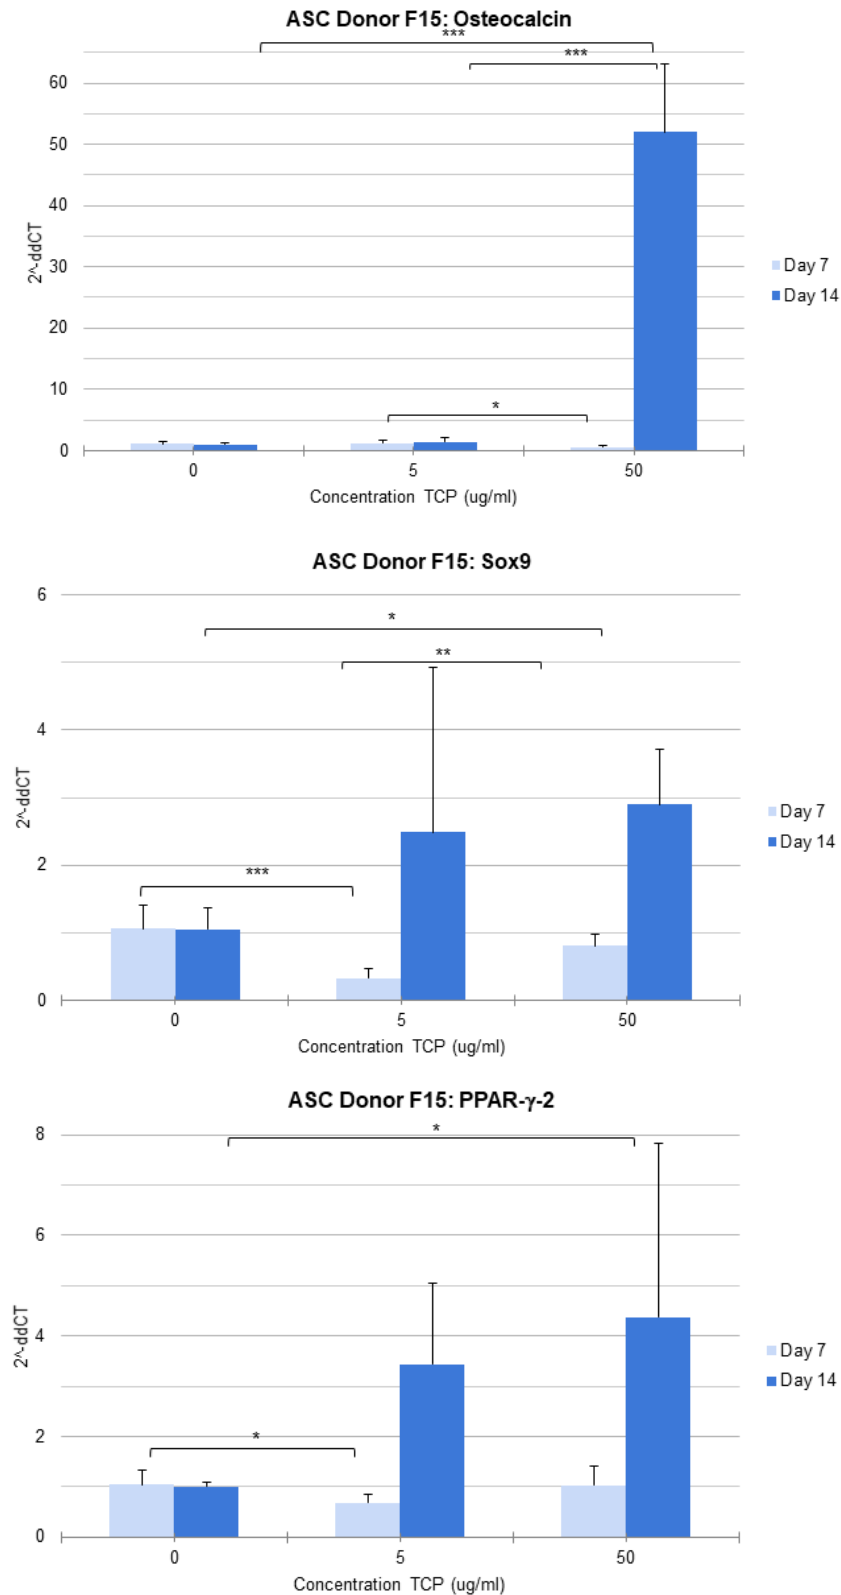 ASC Donor F15: Osteocalcin
***
***
60
50
40
30
20
10
0
2^-ddCT
*
0 5 50
Concentration TCP (ug/ml)
Day 7
Day 14
ASC Donor F15: Sox9
6
4
2
0
2^-ddCT
*
**
***
0 5 50
Concentration TCP (ug/ml)
Day 7
Day 14
ASC Donor F15: PPAR-γ-2
8
6
4
2
0
2^-ddCT
*
*
0 5 50
Concentration TCP (ug/ml)
Day 7
Day 14